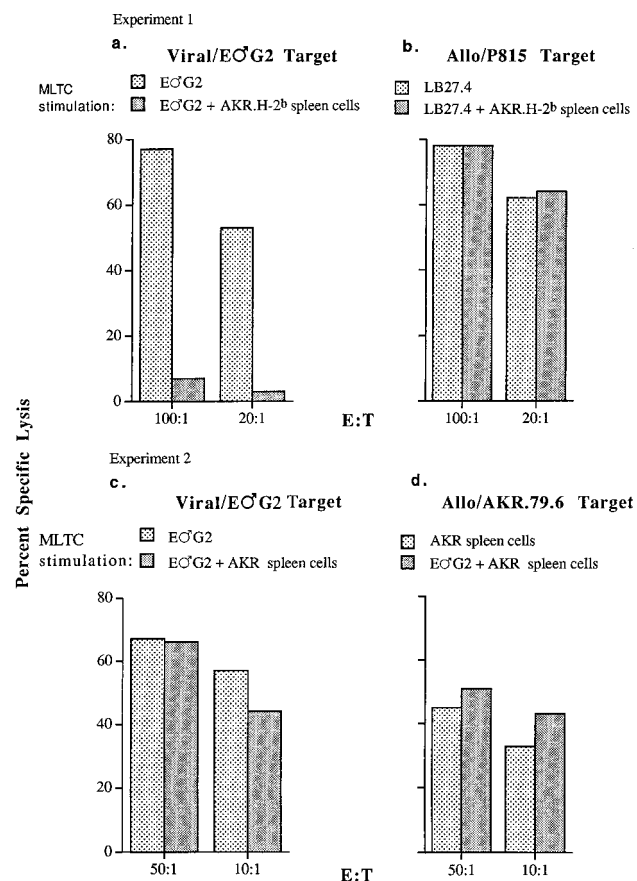 Experiment 1
a.
Viral/E♂G2 Target
MLTC stimulation:
E♂G2
E♂G2 + AKR.H-2ᵇ spleen cells
b.
Allo/P815 Target
LB27.4
LB27.4 + AKR.H-2ᵇ spleen cells
80
60
40
20
0
100:1
20:1
E:T
100:1
20:1
Percent Specific Lysis
Experiment 2
c.
Viral/E♂G2 Target
MLTC
stimulation:
E♂G2
E♂G2 + AKR spleen cells
d.
Allo/AKR.79.6 Target
AKR spleen cells
E♂G2 + AKR spleen cells
80
60
40
20
0
50:1
10:1
E:T
50:1
10:1